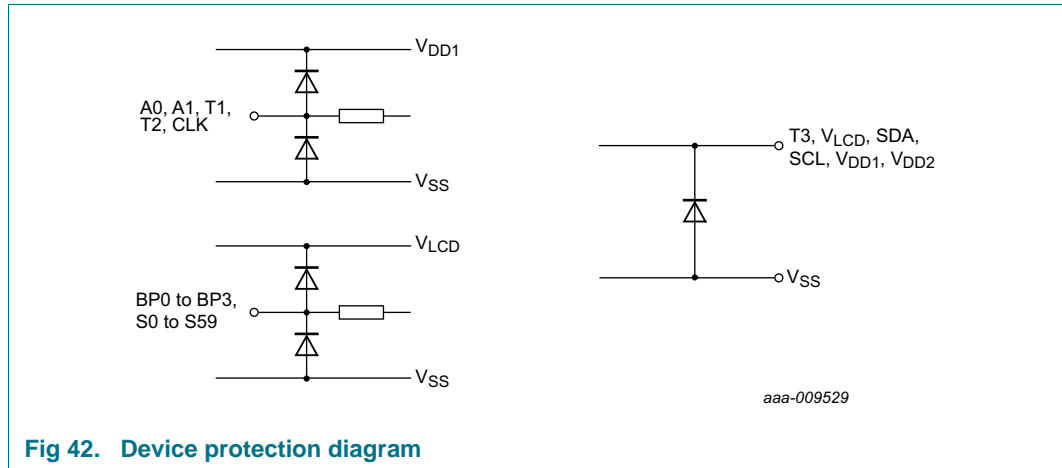 VDD1
A0, A1, T1,
T2, CLK
VSS
VLCD
BP0 to BP3,
S0 to S59
VSS
T3, VLCD, SDA,
SCL, VDD1, VDD2
VSS
aaa-009529
Fig 42. Device protection diagram